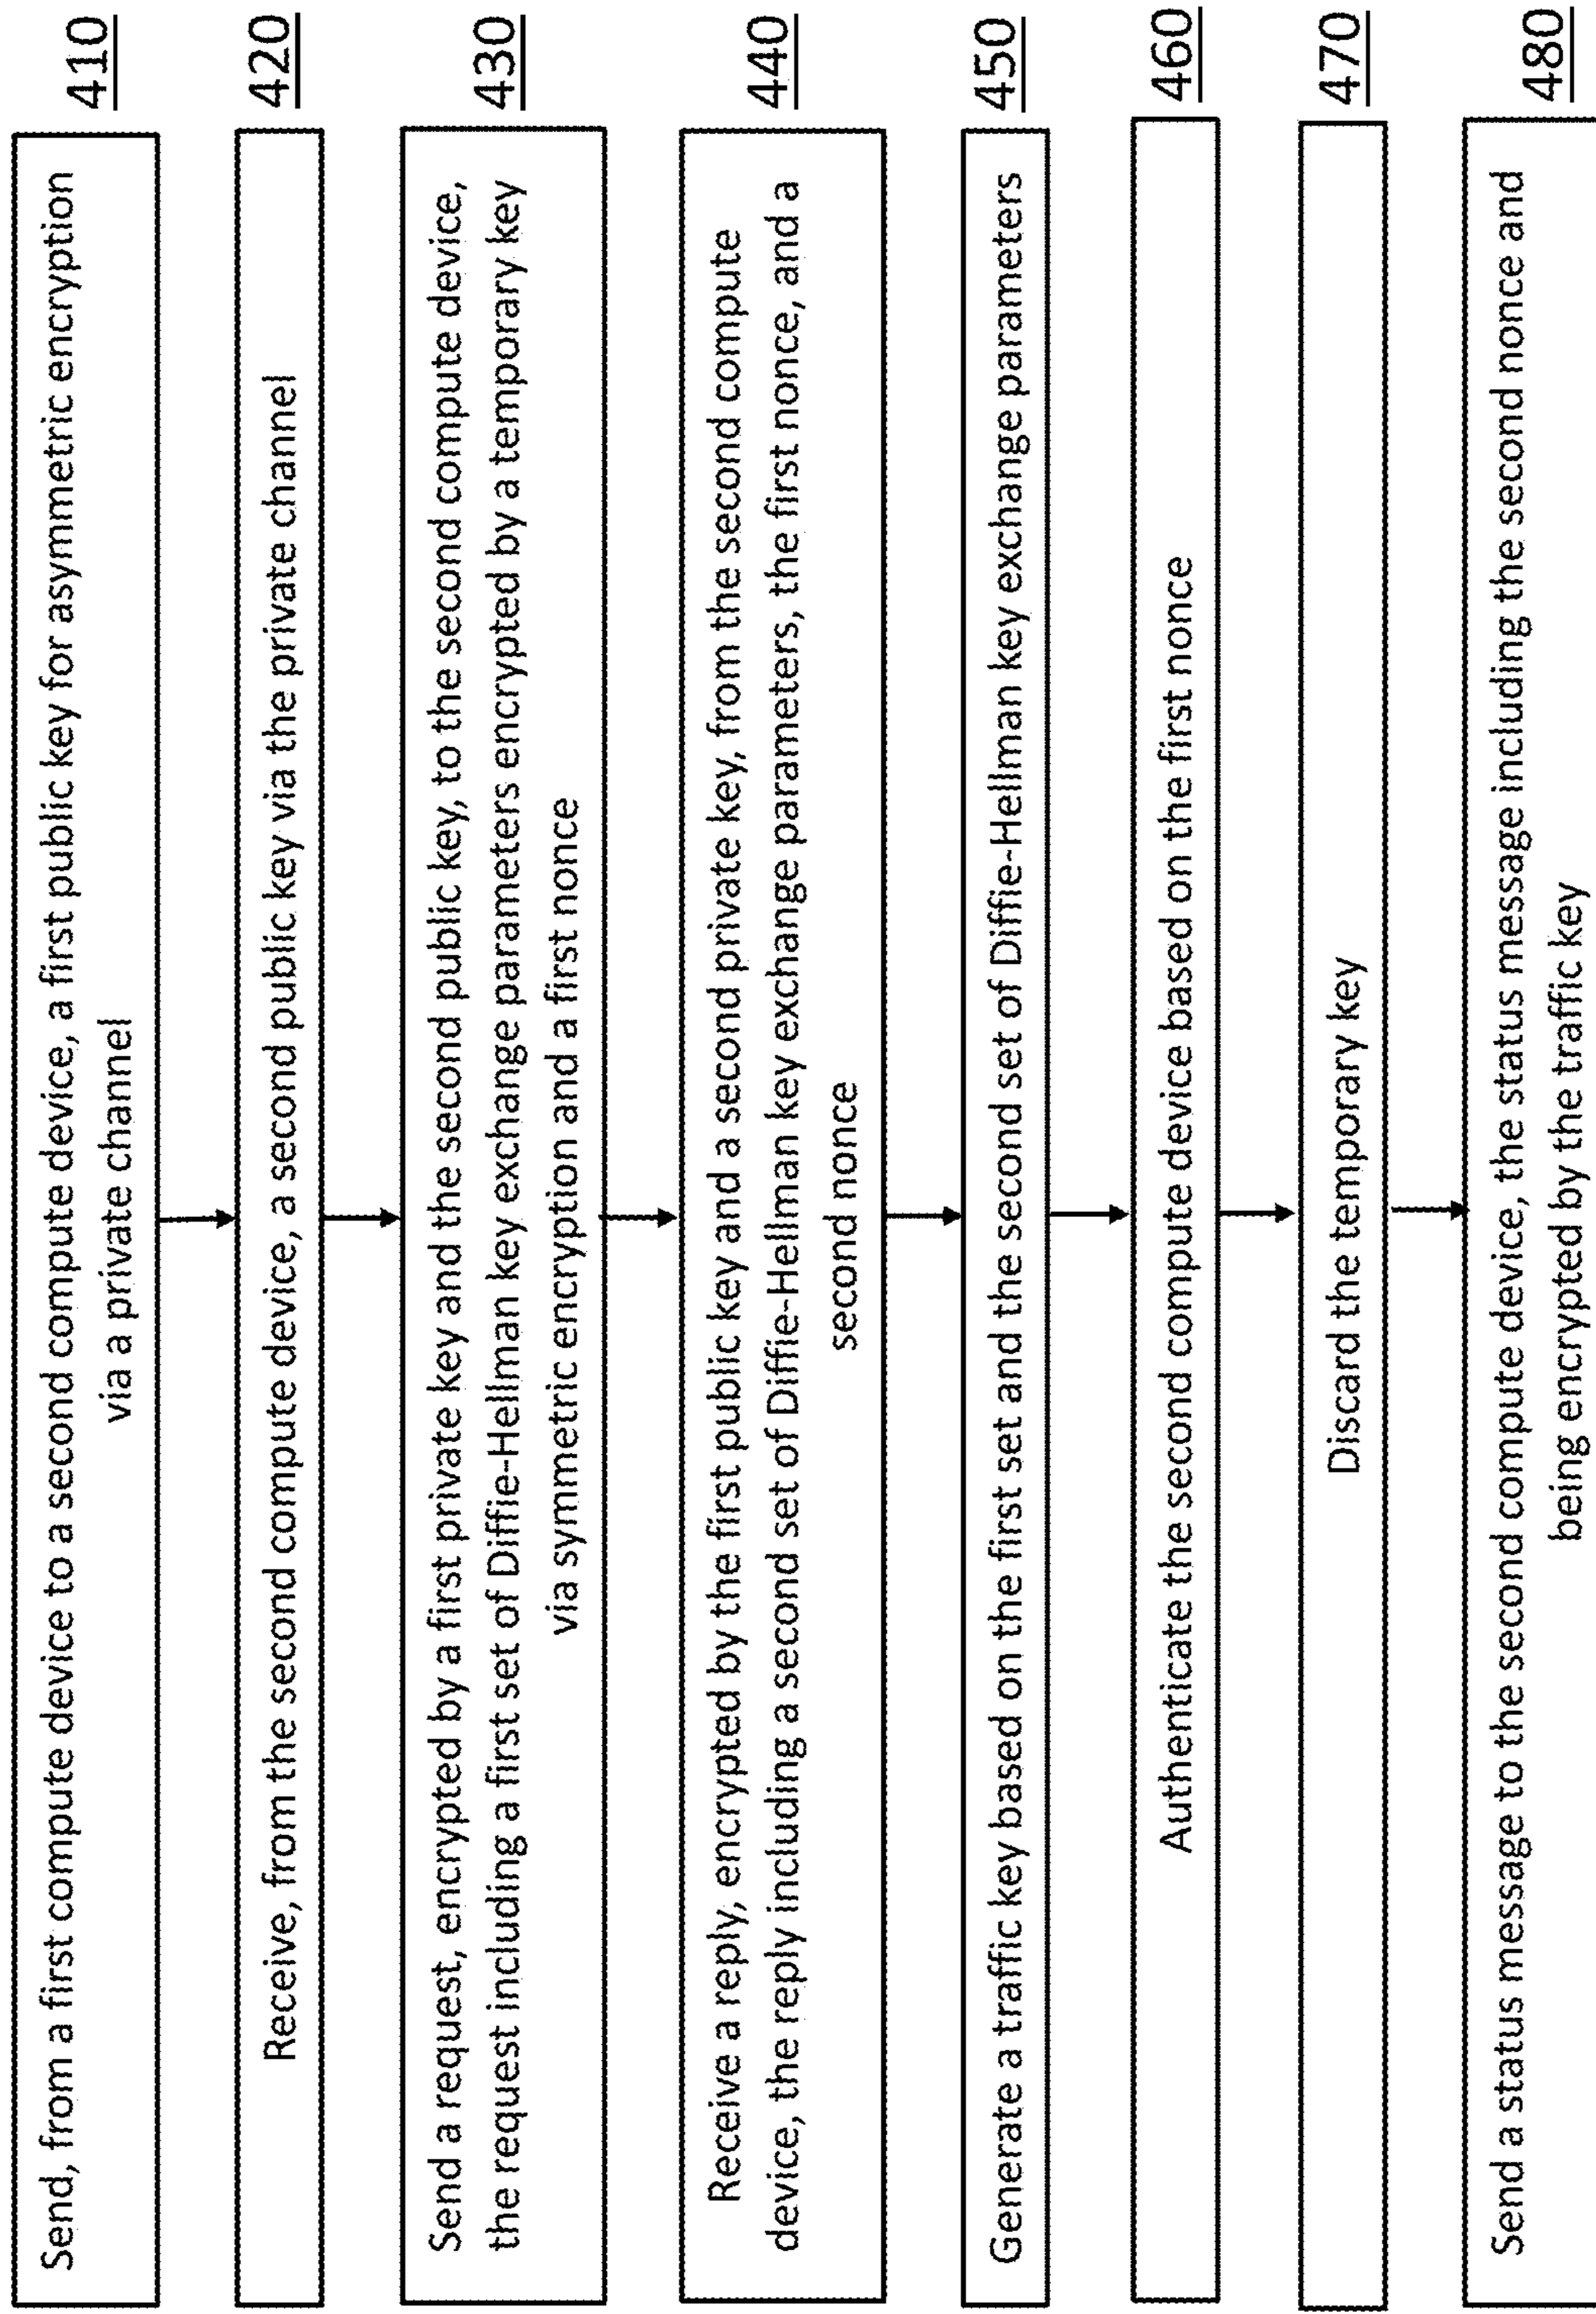 Send, from a first compute device to a second compute device, a first public key for asymmetric encryption
via a private channel
410
Receive, from the second compute device, a second public key via the private channel
420
Send a request, encrypted by a first private key and the second public key, to the second compute device,
the request including a first set of Diffie-Hellman key exchange parameters encrypted by a temporary key
via symmetric encryption and a first nonce
430
Receive a reply, encrypted by the first public key and a second private key, from the second compute
device, the reply including a second set of Diffie-Hellman key exchange parameters, the first nonce, and a
second nonce
440
Generate a traffic key based on the first set and the second set of Diffie-Hellman key exchange parameters
450
Authenticate the second compute device based on the first nonce
460
Discard the temporary key
470
Send a status message to the second compute device, the status message including the second nonce and
being encrypted by the traffic key
480